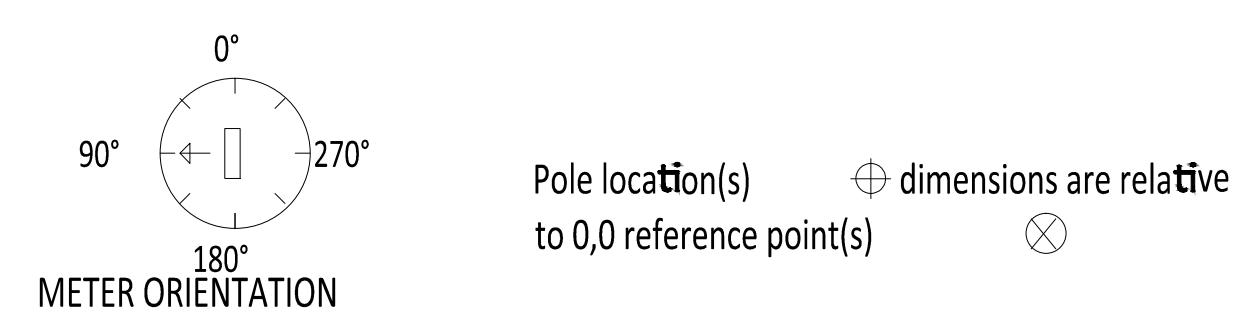 0°
90°
270°
180°
METER ORIENTATION
Pole location(s) dimensions are relative
to 0,0 reference point(s)